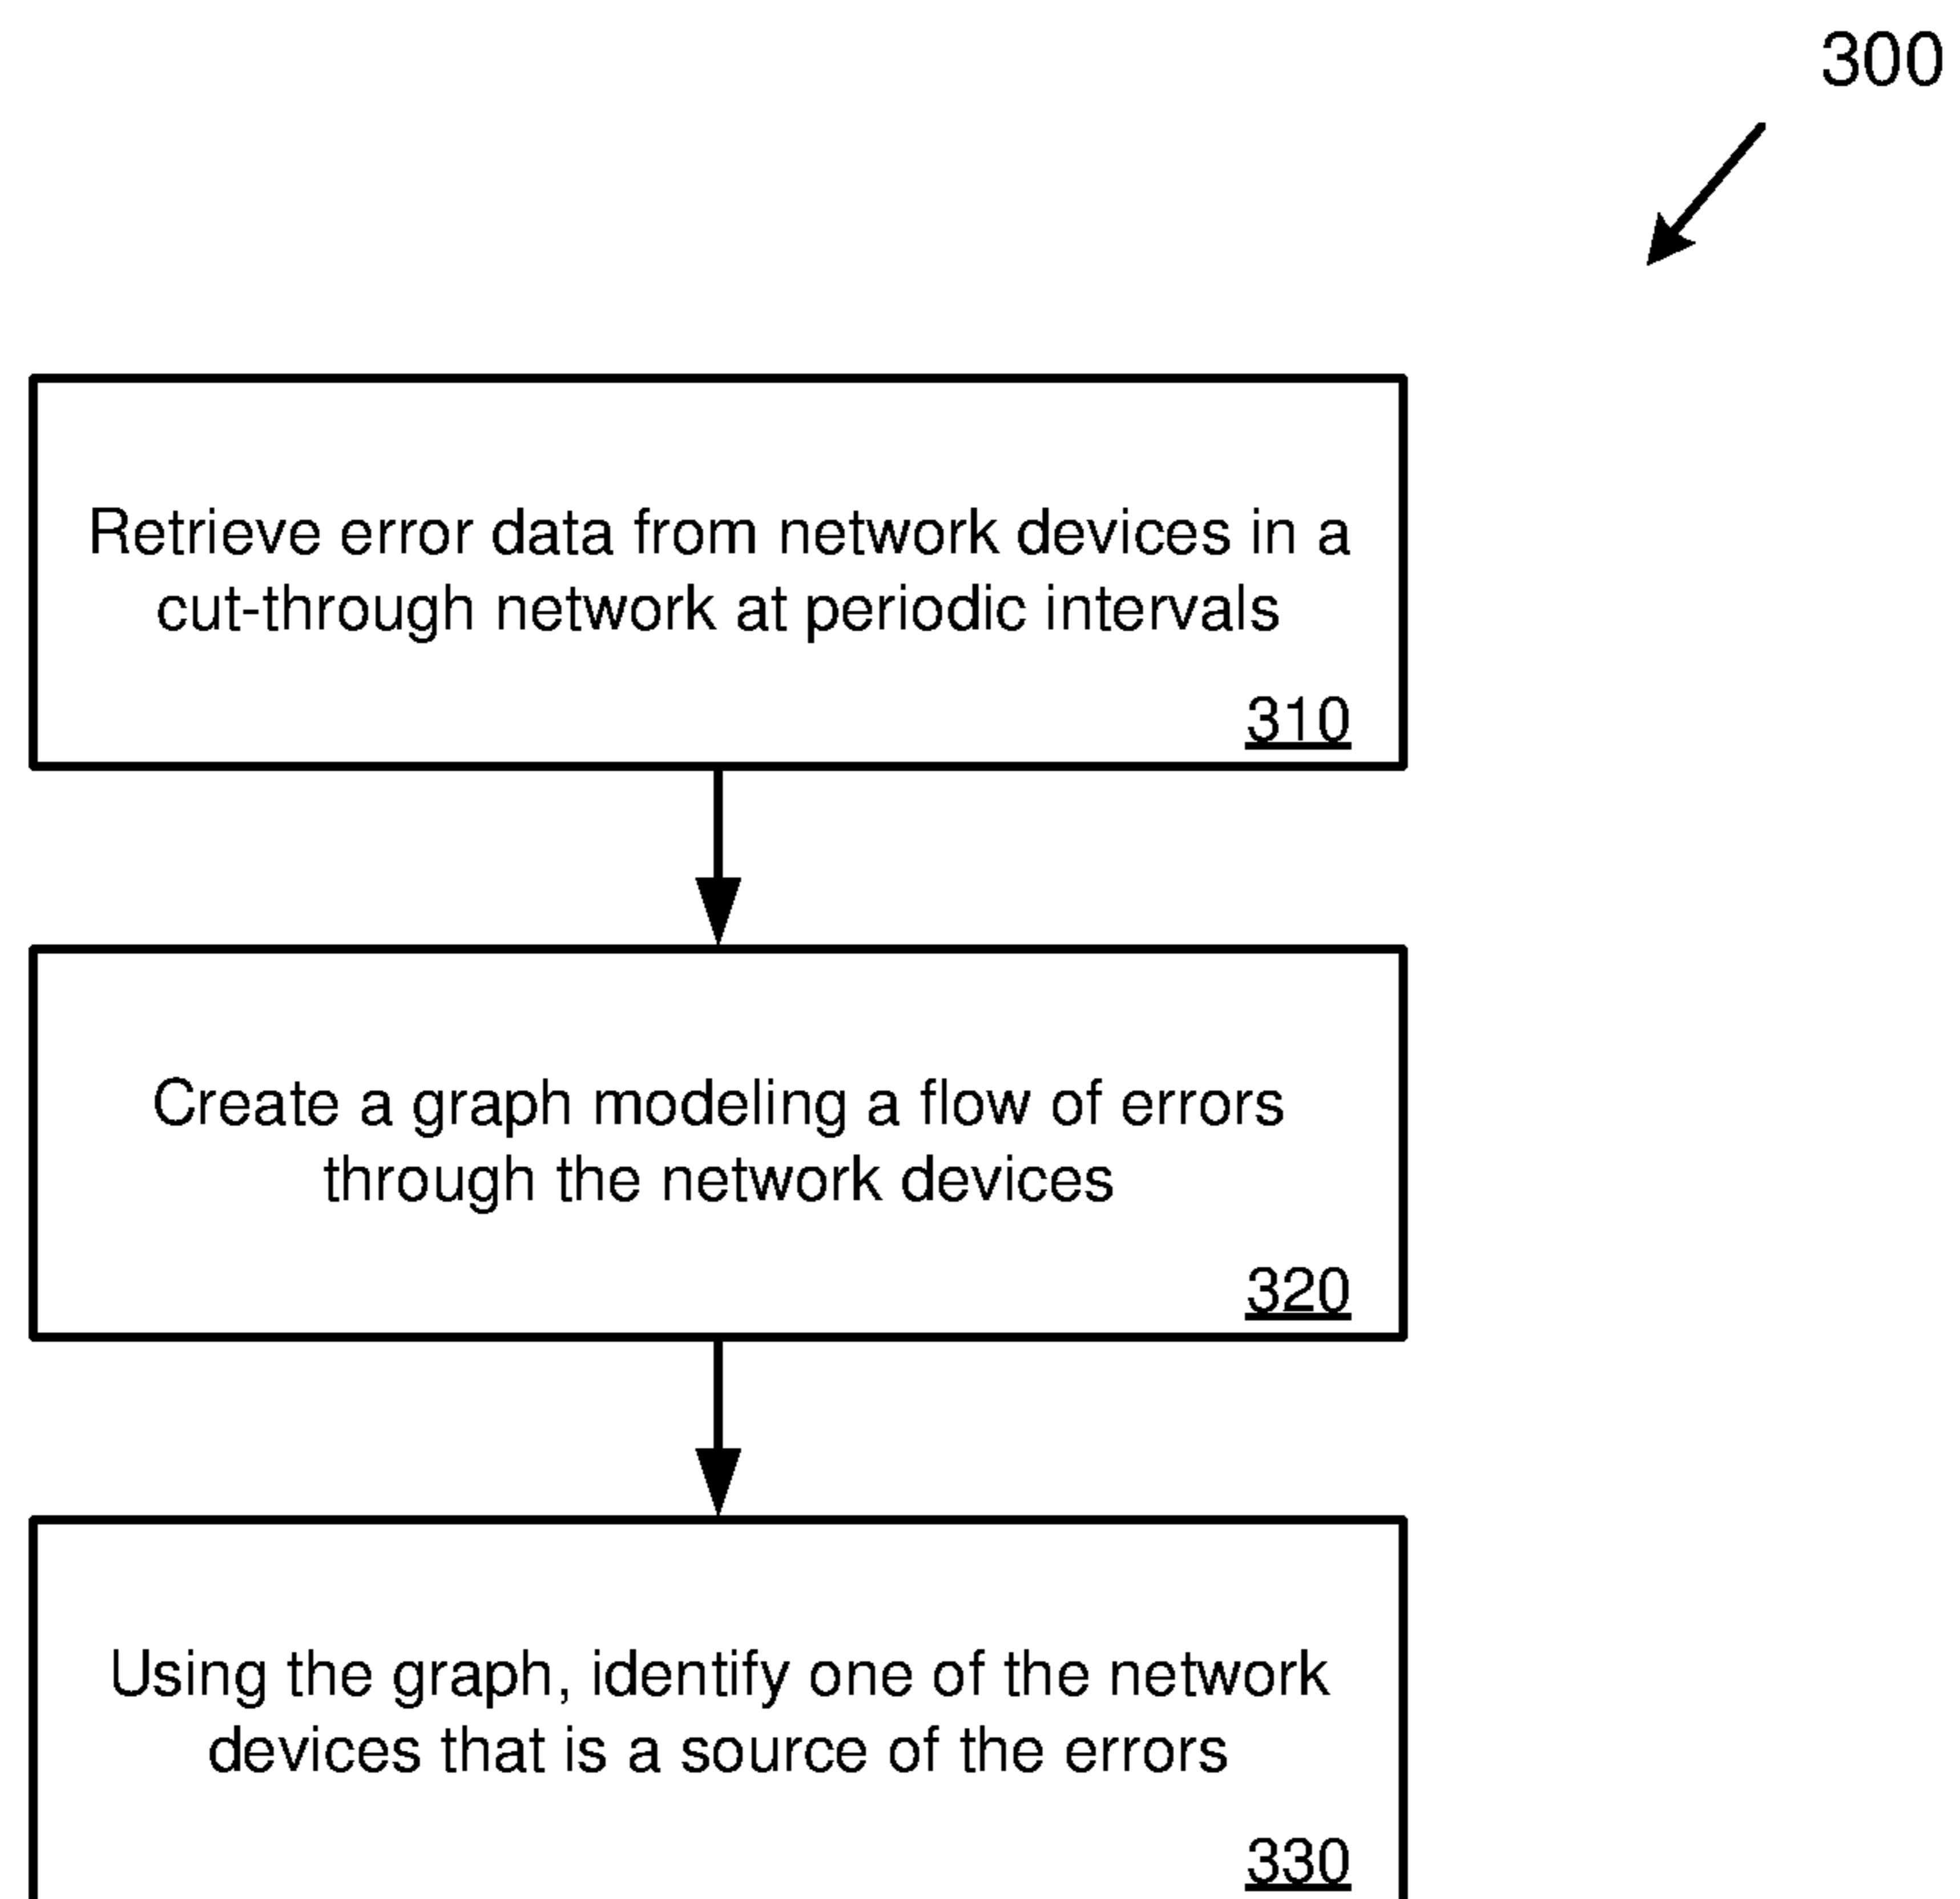 300
Retrieve error data from network devices in a
cut-through network at periodic intervals
310
Create a graph modeling a flow of errors
through the network devices
320
Using the graph, identify one of the network
devices that is a source of the errors
330